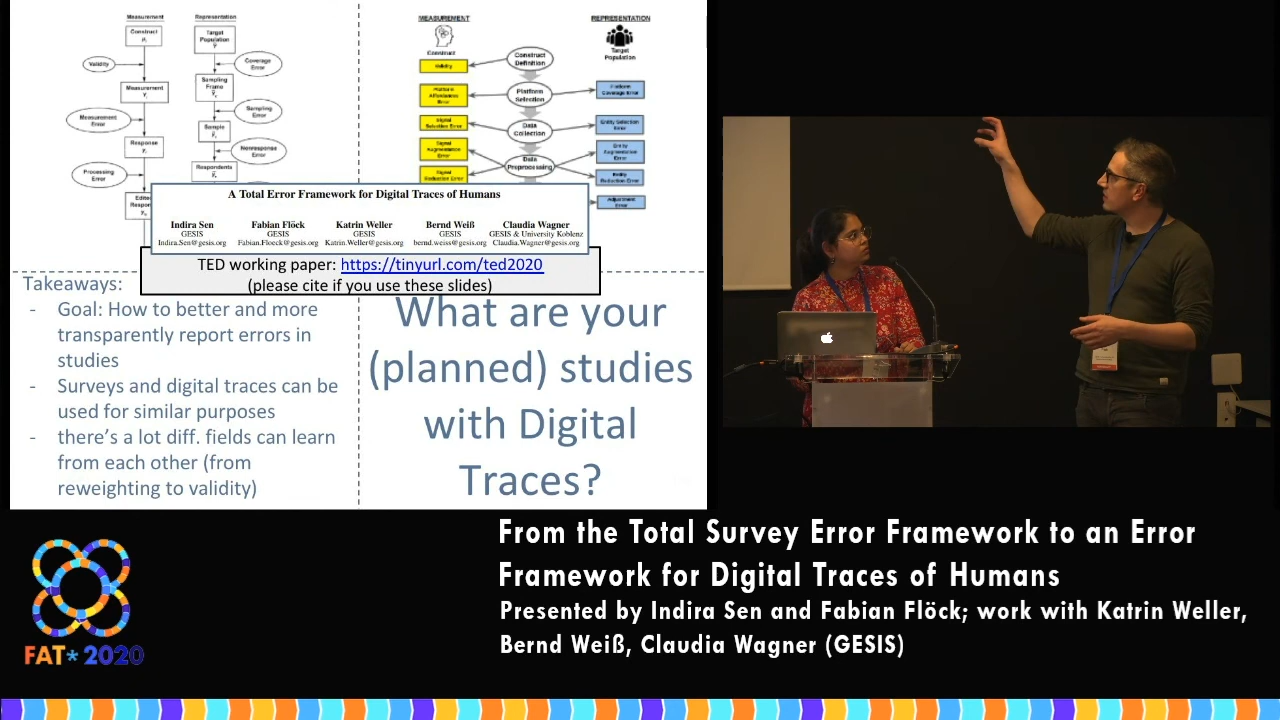 Measurement
Representation
Construct
Target
Population
Validity
Coverage
Error
Measurement
Sampling
Frame
Measurement
Error
Sampling
Error
Response
Sample
Nonresponse
Error
Processing
Error
Respondents
Edited
MEASUREMENT
REPRESENTATION
Construct
Target
Population
Validity
Construct
Definition
Platform
Affordances
Error
Platform
Selection
Platform
Coverage Error
Data
Collection
Signal
Augmentation
Error
Data
Preprocessing
Signal
Reduction Error
Adjustment
Error
A Total Error Framework for Digital Traces of Humans
Indira Sen Fabian Flöck Katrin Weller Bernd Weiß Claudia Wagner
GESIS GESIS GESIS GESIS GESIS & University Koblenz
Indira.Sen@gesis.org Fabian.Floeck@gesis.org Katrin.Weller@gesis.org bernd.weiss@gesis.org Claudia.Wagner@gesis.org
TED working paper: https://tinyurl.com/ted2020
(please cite if you use these slides)
Takeaways:
- Goal: How to better and more
transparently report errors in
studies
- Surveys and digital traces can be
used for similar purposes
- there's a lot diff. fields can learn
from each other (from
reweighting to validity)
What are your
(planned) studies
with Digital
Traces?
From the Total Survey Error Framework to an Error
Framework for Digital Traces of Humans
Presented by Indira Sen and Fabian Flöck; work with Katrin Weller,
Bernd Weiß, Claudia Wagner (GESIS)
FAT* 2020